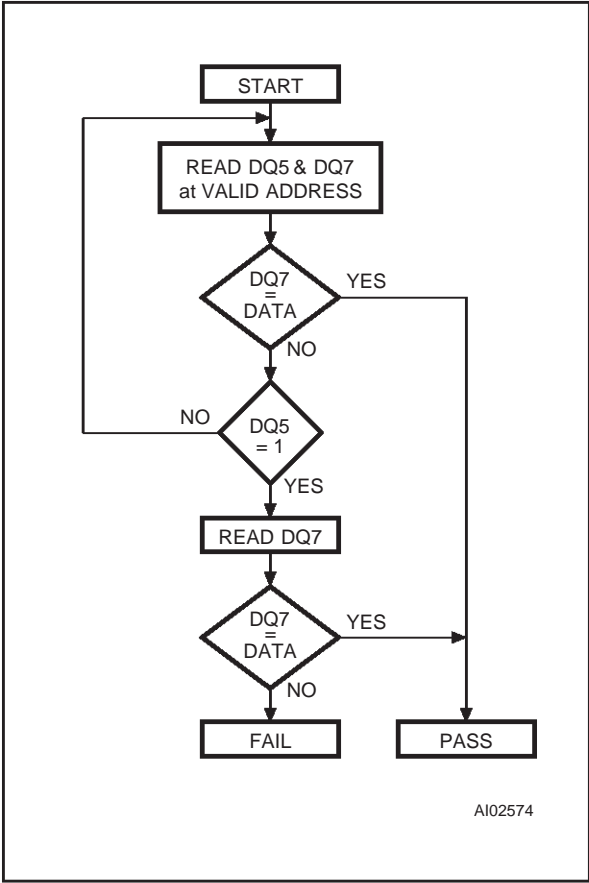 START
READ DQ5 & DQ7
at VALID ADDRESS
DQ7
=
DATA
YES
NO
DQ5
= 1
NO
YES
READ DQ7
DQ7
=
DATA
YES
NO
FAIL
PASS
AI02574